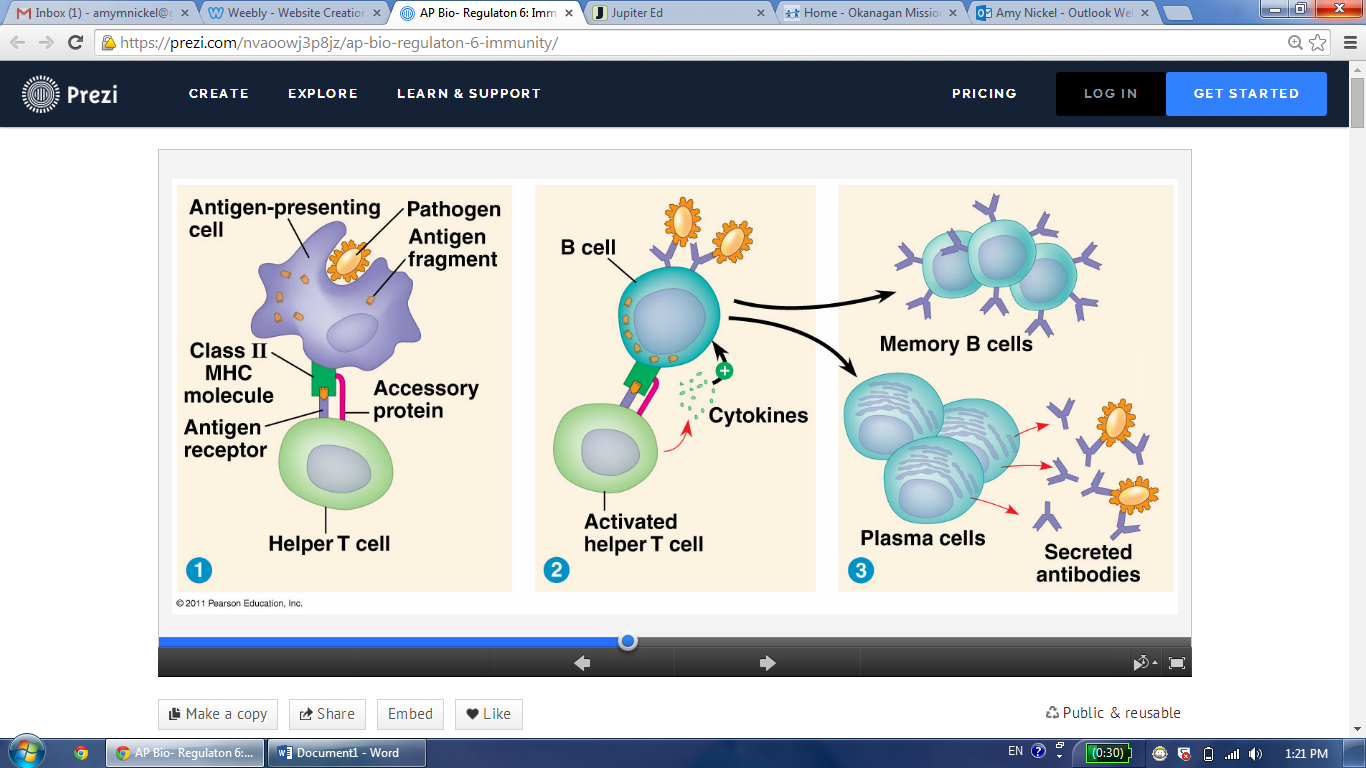 Inbox (1) - amymnickel@g
Weebly - Website Creation
AP Bio- Regulaton 6: Imm
Jupiter Ed
Home - Okanagan Mission
Amy Nickel - Outlook We
https://prezi.com/nvaoowj3p8jz/ap-bio-regulaton-6-immunity/
Prezi
CREATE
EXPLORE
LEARN & SUPPORT
PRICING
LOG IN
GET STARTED
Antigen-presenting
cell
Pathogen
Antigen
fragment
Class II
MHC
molecule
Accessory
protein
Antigen
receptor
Helper T cell
1
B cell
+
Cytokines
Activated
helper T cell
2
Memory B cells
Plasma cells
Secreted
antibodies
3
© 2011 Pearson Education, Inc.
Make a copy
Share
Embed
Like
Public & reusable
AP Bio- Regulaton 6:...
Document1 - Word
EN
(0:30)
1:21 PM